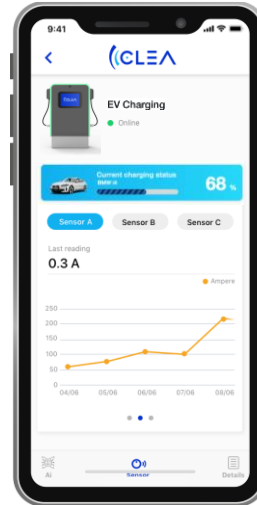 9:41
CLEA
EV Charging
Online
Current charging status
68 %
Sensor A
Sensor B
Sensor C
Last reading
0.3 A
Ampere
250
200
150
100
50
0
04/06 05/06 06/06 07/06 08/06
Ai
Sensor
Details